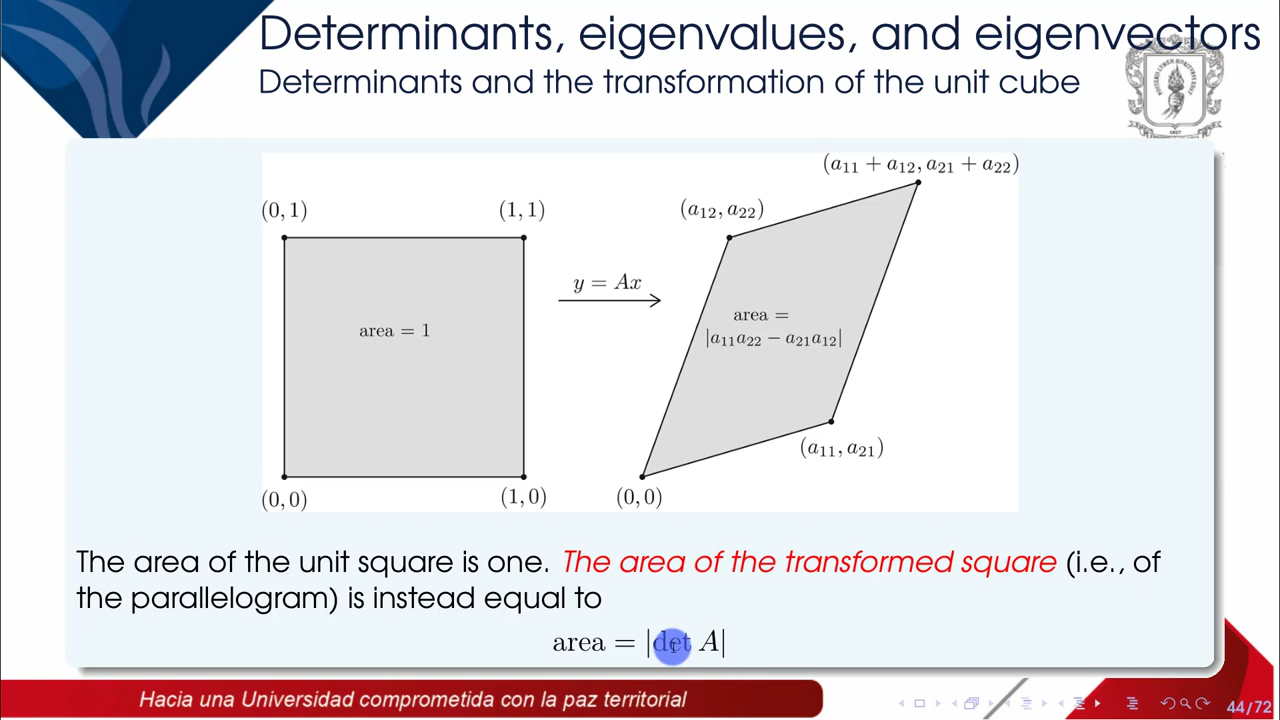 Determinants, eigenvalues, and eigenvectors
Determinants and the transformation of the unit cube
(a₁₁ + a₁₂, a₂₁ + a₂₂)
(0, 1)
(1, 1)
(a₁₂, a₂₂)
y = Ax
area = 1
area =
|a₁₁a₂₂ − a₂₁a₁₂|
(a₁₁, a₂₁)
(0, 0)
(1, 0)
(0, 0)
The area of the unit square is one. The area of the transformed square (i.e., of
the parallelogram) is instead equal to
area = |det A|
Hacia una Universidad comprometida con la paz territorial
44/72